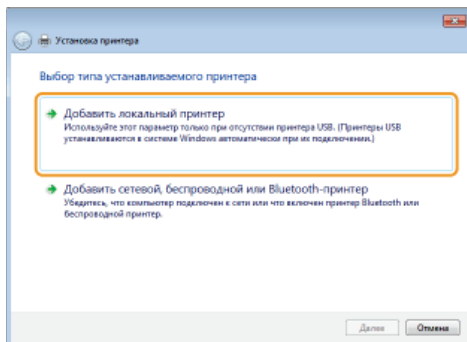 Установка принтера
Выбор типа устанавливаемого принтера
Добавить локальный принтер
Используйте этот параметр только при отсутствии принтера USB. (Принтеры USB
устанавливаются в системе Windows автоматически при их подключении.)
Добавить сетевой, беспроводной или Bluetooth-принтер
Убедитесь, что компьютер подключен к сети или что включен принтер Bluetooth или
беспроводной принтер.
Далее Отмена